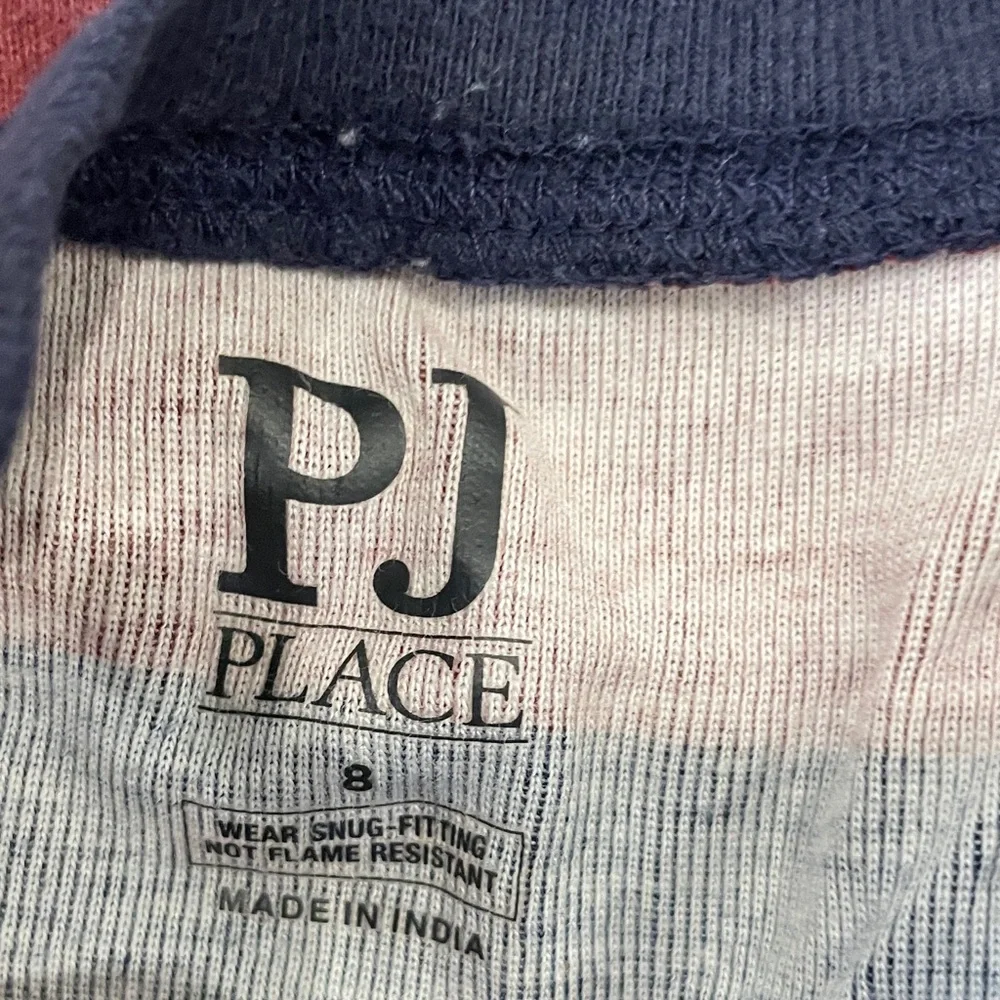 PJ
PLACE
8
WEAR SNUG-FITTING
NOT FLAME RESISTANT
MADE IN INDIA